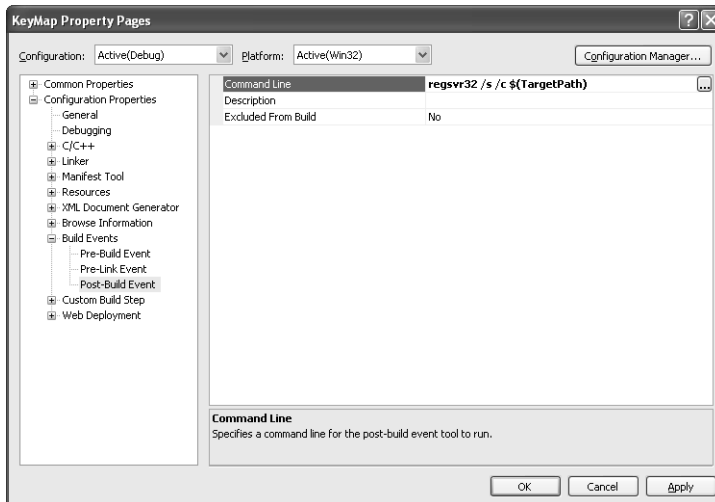 KeyMap Property Pages
Configuration: Active(Debug) Platform: Active(Win32) Configuration Manager...
Common Properties
Configuration Properties
General
Debugging
C/C++
Linker
Manifest Tool
Resources
XML Document Generator
Browse Information
Build Events
Pre-Build Event
Pre-Link Event
Post-Build Event
Custom Build Step
Web Deployment
Command Line regsvr32 /s /c $(TargetPath) ...
Description
Excluded From Build No
Command Line
Specifies a command line for the post-build event tool to run.
OK Cancel Apply